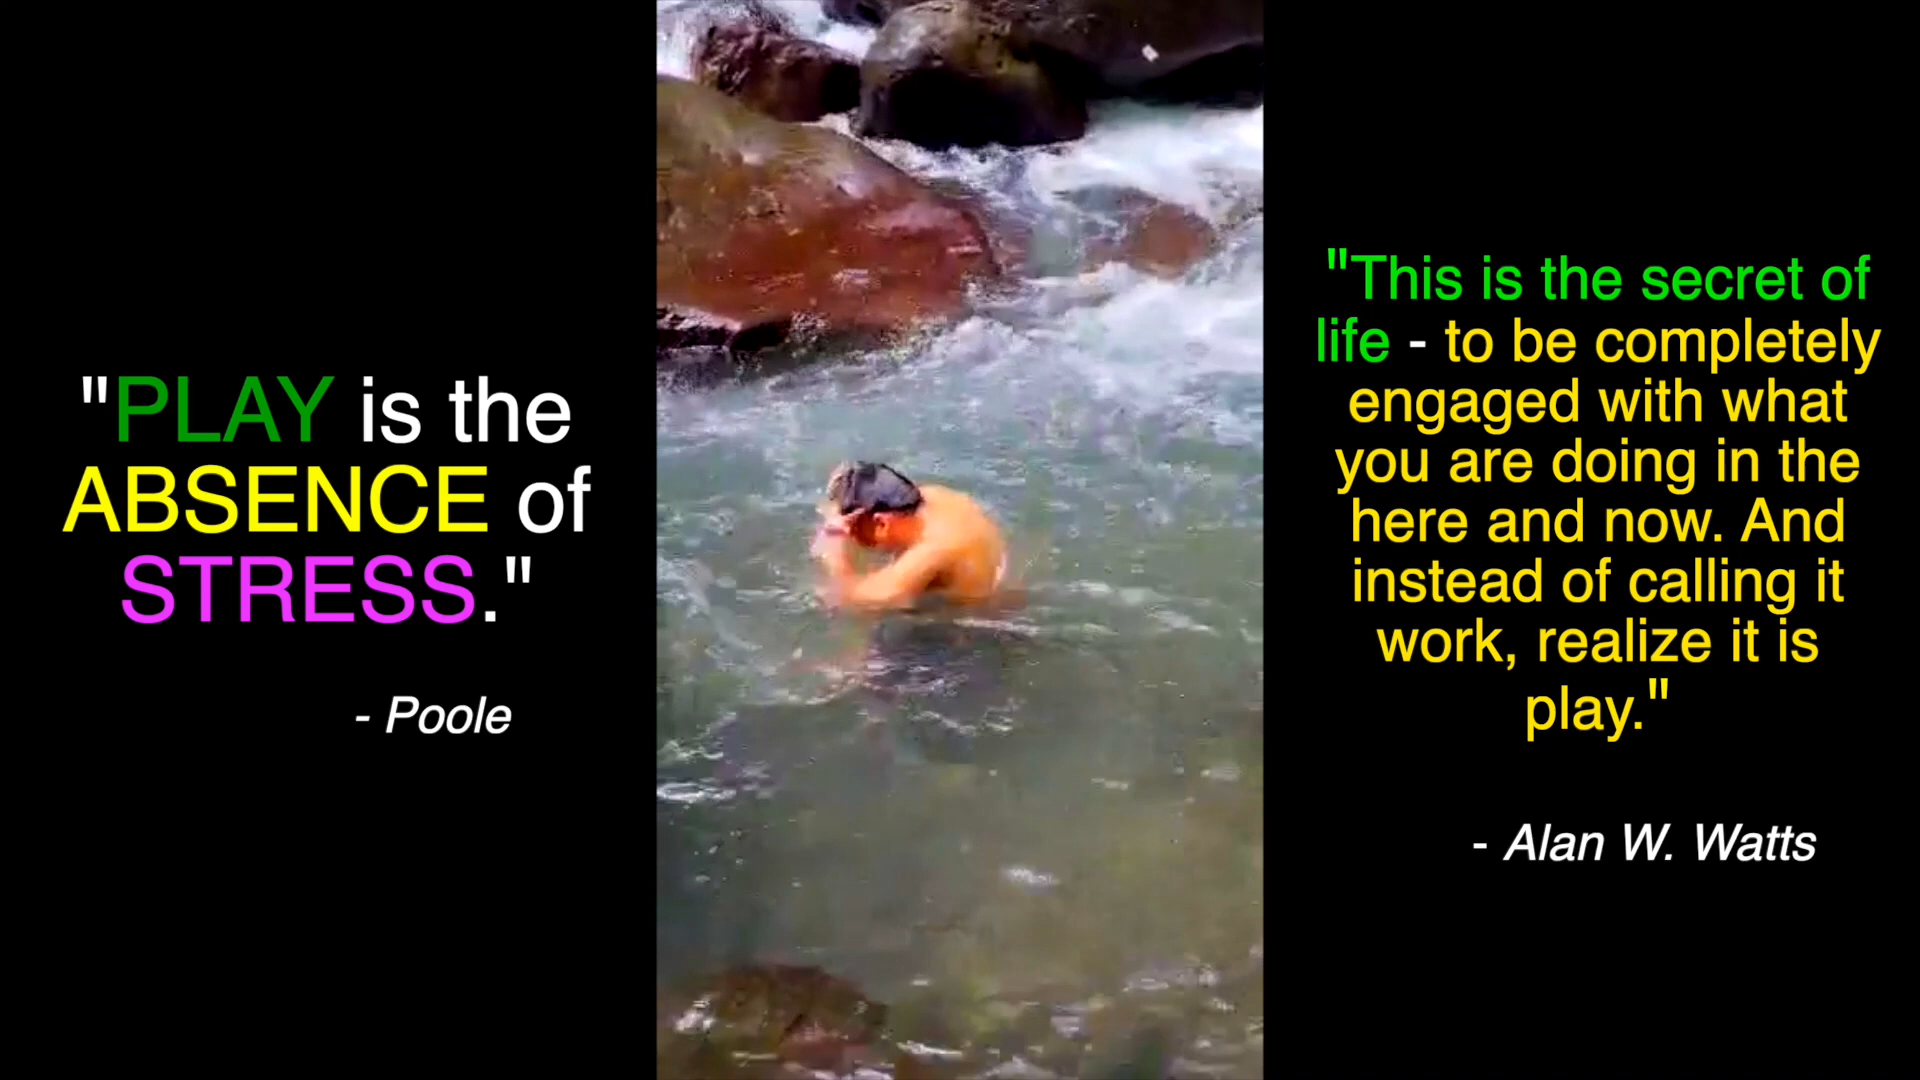 "PLAY is the
ABSENCE of
STRESS."
- Poole
"This is the secret of
life - to be completely
engaged with what
you are doing in the
here and now. And
instead of calling it
work, realize it is
play."
- Alan W. Watts